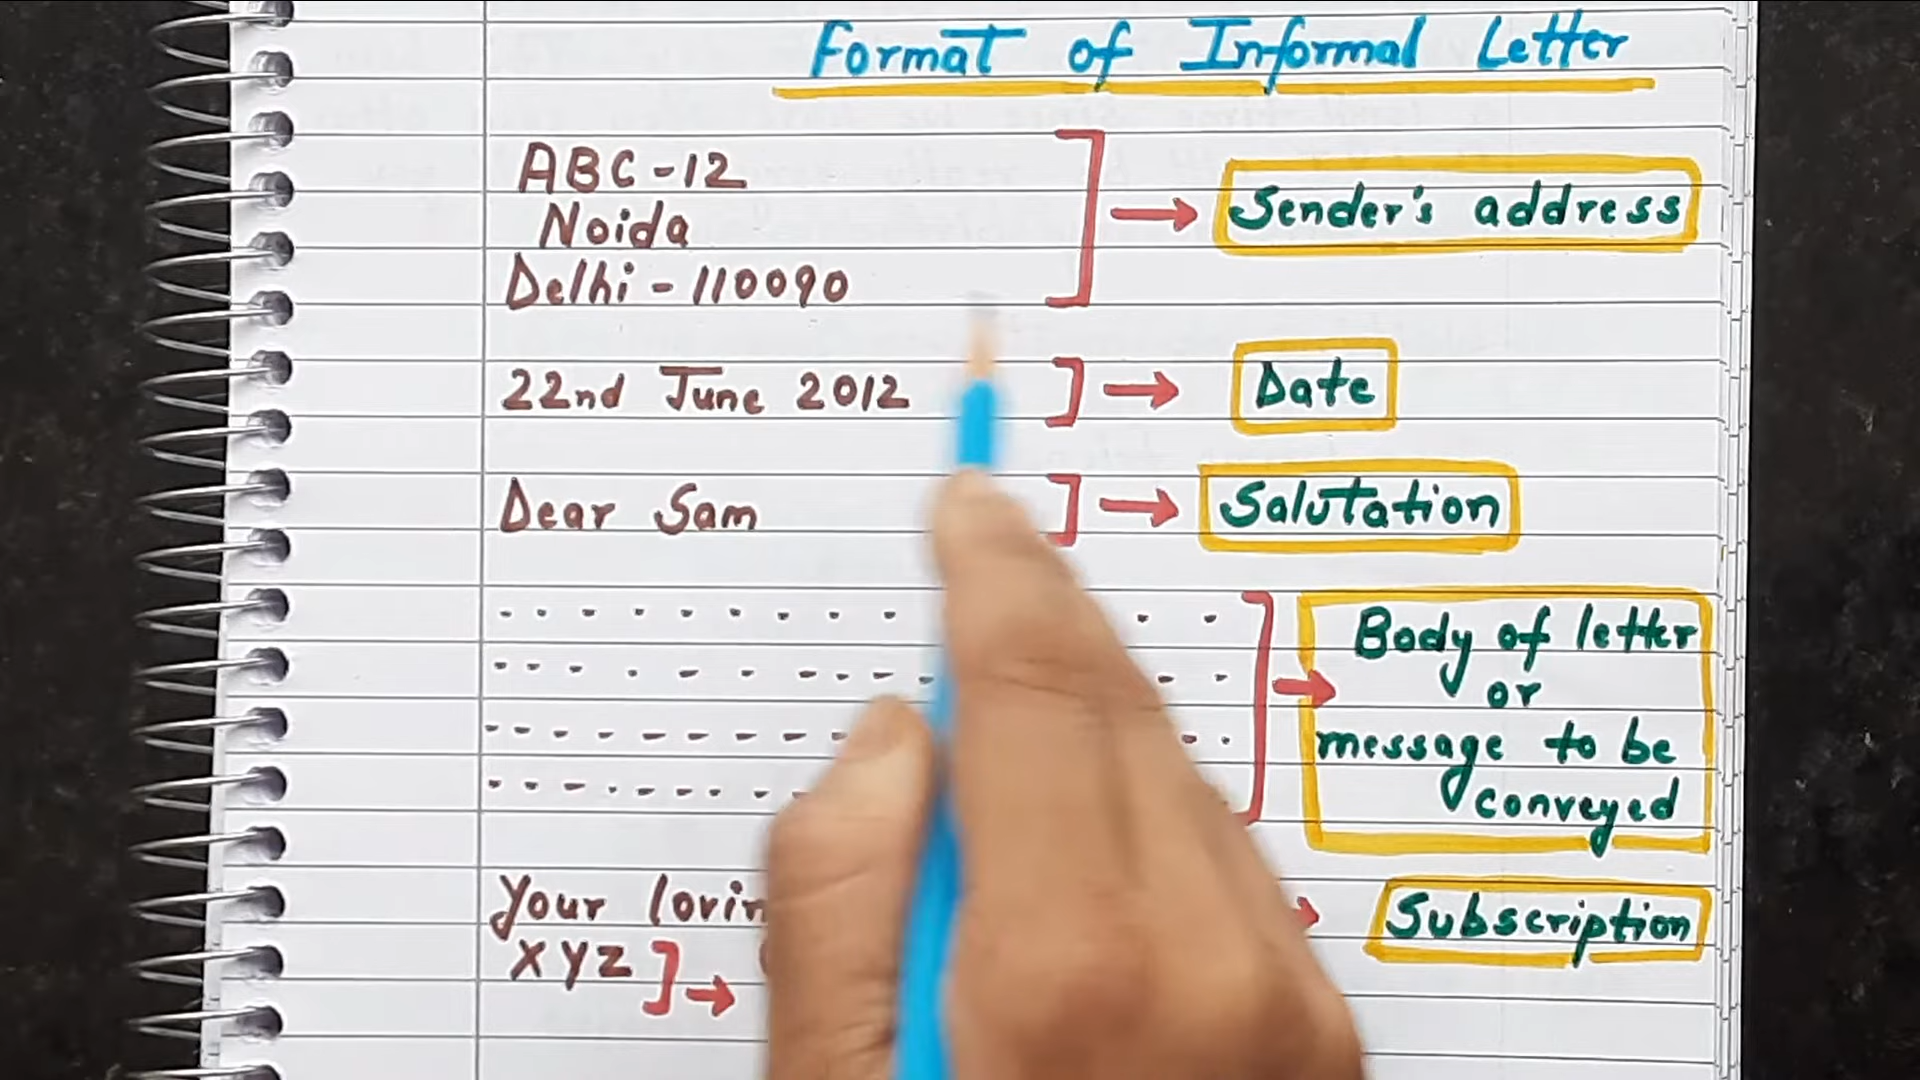 Format of Informal Letter
ABC-12
Noida
Delhi - 110090
Sender's address
22nd June 2012
Date
Dear Sam
Salutation
Body of letter
or
message to be
conveyed
Your
Subscription
XYZ